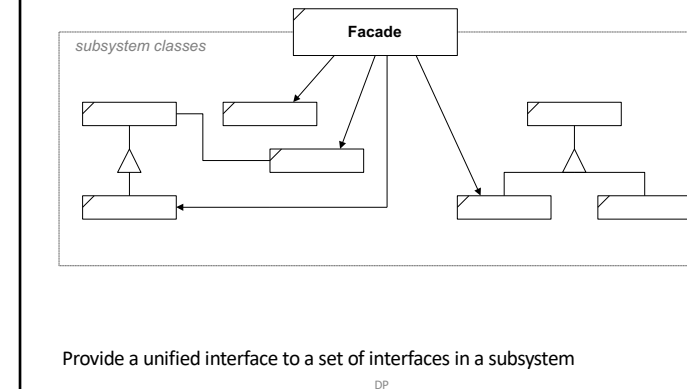 Facade
subsystem classes
Provide a unified interface to a set of interfaces in a subsystem
DP